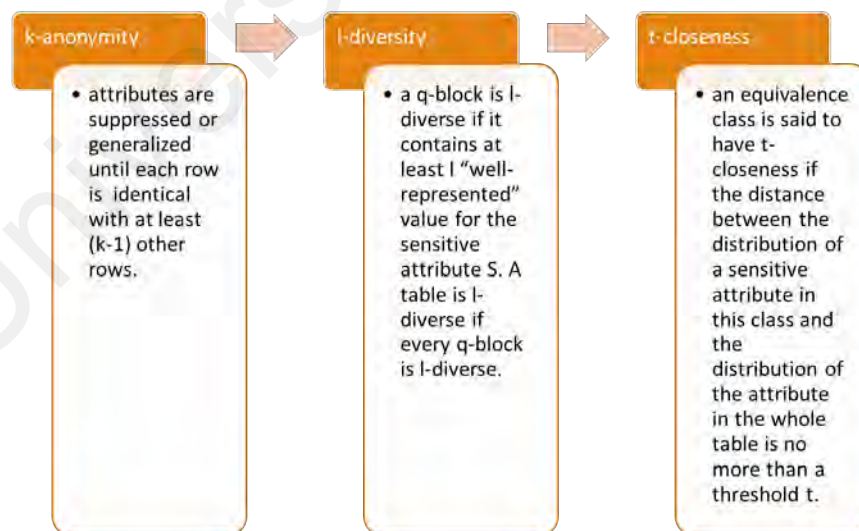 k-anonymity
• attributes are
suppressed or
generalized
until each row
is identical
with at least
(k-1) other
rows.
l-diversity
• a q-block is l-
diverse if it
contains at
least l “well-
represented”
value for the
sensitive
attribute S. A
table is l-
diverse if
every q-block
is l-diverse.
t-closeness
• an equivalence
class is said to
have t-
closeness if
the distance
between the
distribution of
a sensitive
attribute in
this class and
the
distribution of
the attribute
in the whole
table is no
more than a
threshold t.